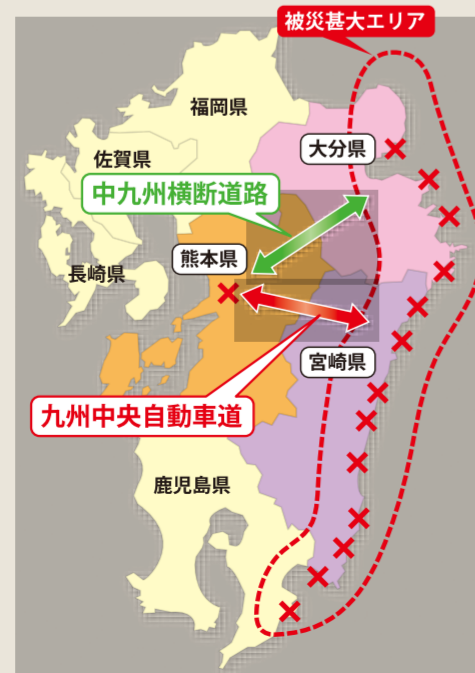 被災甚大エリア
福岡県
大分県
佐賀県
中九州横断道路
熊本県
長崎県
宮崎県
九州中央自動車道
鹿児島県